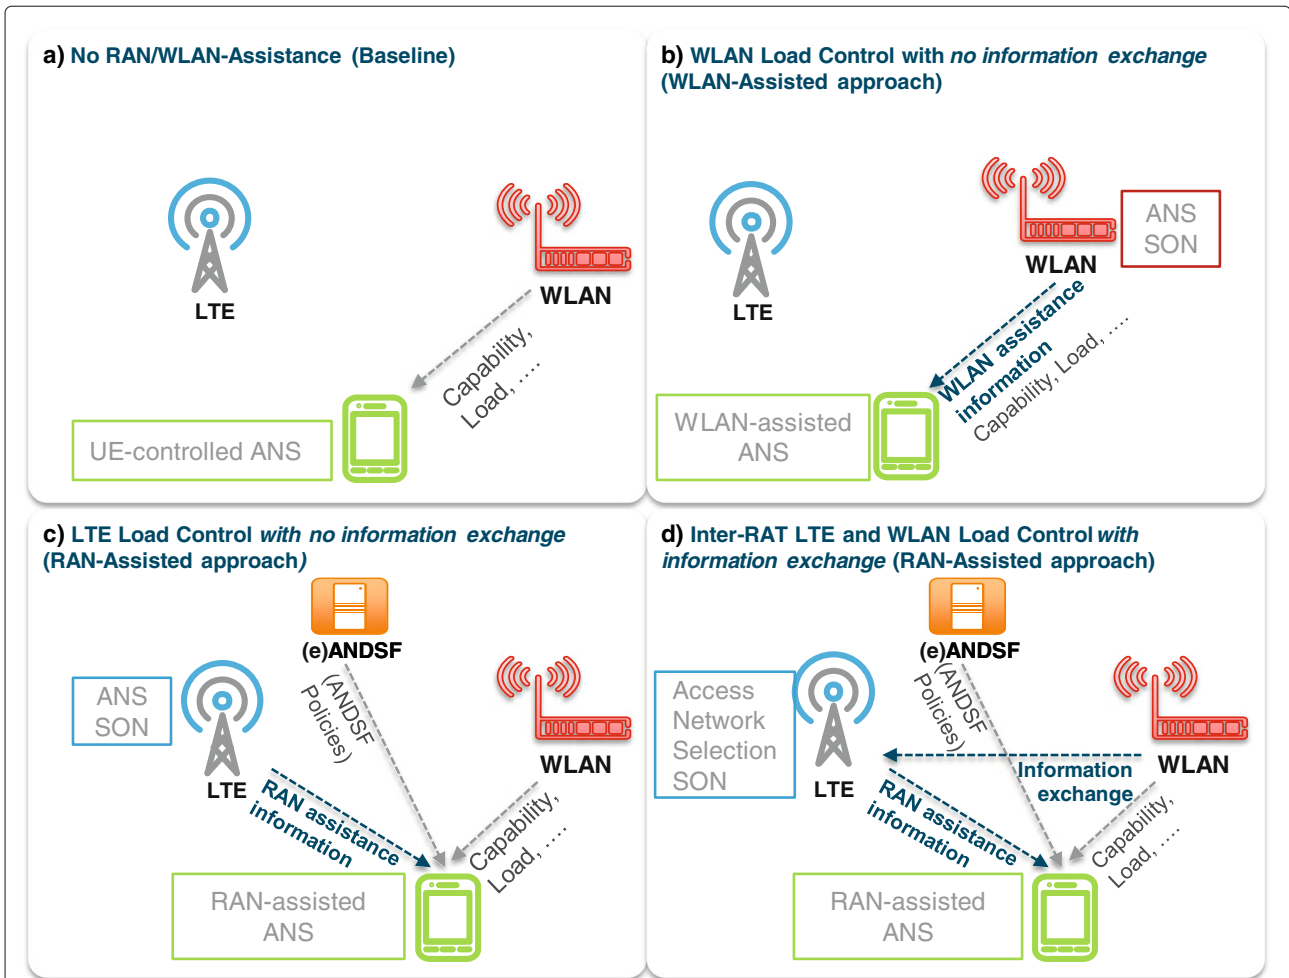 a) No RAN/WLAN-Assistance (Baseline)
LTE
WLAN
Capability,
Load, ....
UE-controlled ANS
b) WLAN Load Control with no information exchange
(WLAN-Assisted approach)
LTE
WLAN
ANS
SON
WLAN assistance
information
Capability, Load, ....
WLAN-assisted
ANS
c) LTE Load Control with no information exchange
(RAN-Assisted approach)
(e)ANDSF
(ANDSF
Policies)
ANS
SON
LTE
WLAN
RAN assistance
information
Capability,
Load, ....
RAN-assisted
ANS
d) Inter-RAT LTE and WLAN Load Control with
information exchange (RAN-Assisted approach)
(e)ANDSF
(ANDSF
Policies)
Access
Network
Selection
SON
LTE
WLAN
Information
exchange
RAN assistance
information
Capability,
Load, ....
RAN-assisted
ANS